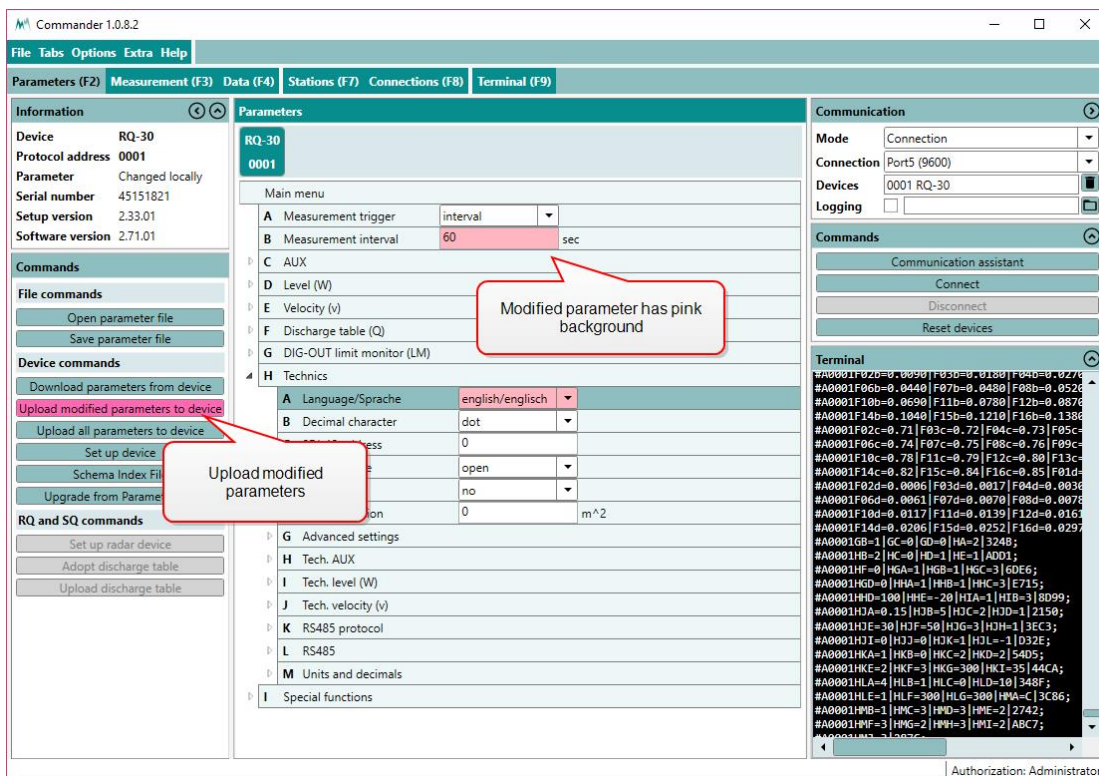 Commander 1.0.8.2
File Tabs Options Extra Help
Parameters (F2) Measurement (F3) Data (F4) Stations (F7) Connections (F8) Terminal (F9)
Information
Device RQ-30
Protocol address 0001
Parameter Changed locally
Serial number 45151821
Setup version 2.33.01
Software version 2.71.01
Commands
File commands
Open parameter file
Save parameter file
Device commands
Download parameters from device
Upload modified parameters to device
Upload all parameters to device
Set up device
Schema Index File
Upgrade from Parame
RQ and SQ commands
Set up radar device
Adopt discharge table
Upload discharge table
Upload modified
parameters
Parameters
RQ-30
0001
Main menu
A Measurement trigger interval
B Measurement interval 60 sec
C AUX
D Level (W)
E Velocity (v)
F Discharge table (Q)
G DIG-OUT limit monitor (LM)
H Technics
A Language/Sprache english/englisch
B Decimal character dot
0
open
no
0 m^2
G Advanced settings
H Tech. AUX
I Tech. level (W)
J Tech. velocity (v)
K RS485 protocol
L RS485
M Units and decimals
I Special functions
Modified parameter has pink
background
Communication
Mode Connection
Connection Port5 (9600)
Devices 0001 RQ-30
Logging
Commands
Communication assistant
Connect
Disconnect
Reset devices
Terminal
#A0001F02b=0.0090|F03b=0.0180|F04b=0.0270
#A0001F06b=0.0440|F07b=0.0480|F08b=0.0520
#A0001F10b=0.0690|F11b=0.0780|F12b=0.0870
#A0001F14b=0.1040|F15b=0.1210|F16b=0.1380
#A0001F02c=0.71|F03c=0.72|F04c=0.73|F05c=
#A0001F06c=0.74|F07c=0.75|F08c=0.76|F09c=
#A0001F10c=0.78|F11c=0.79|F12c=0.80|F13c=
#A0001F14c=0.82|F15c=0.84|F16c=0.85|F01d=
#A0001F02d=0.0006|F03d=0.0017|F04d=0.0030
#A0001F06d=0.0061|F07d=0.0070|F08d=0.0078
#A0001F10d=0.0117|F11d=0.0139|F12d=0.0161
#A0001F14d=0.0206|F15d=0.0252|F16d=0.0297
#A0001GB=1|GC=0|GD=0|HA=2|324B;
#A0001HB=2|HC=0|HD=1|HE=1|ADD1;
#A0001HF=0|HGA=1|HGB=1|HGC=3|6DE6;
#A0001HGD=0|HHA=1|HHB=1|HHC=3|E715;
#A0001HHD=100|HHE=-20|HIA=1|HIB=3|8D99;
#A0001HJA=0.15|HJB=5|HJC=2|HJD=1|2150;
#A0001HJE=30|HJF=50|HJG=3|HJH=1|3EC3;
#A0001HJI=0|HJJ=0|HJK=1|HJL=-1|D32E;
#A0001HKA=1|HKB=0|HKC=2|HKD=2|54D5;
#A0001HKE=2|HKF=3|HKG=300|HKI=35|44CA;
#A0001HLA=4|HLB=1|HLC=0|HLD=10|348F;
#A0001HLE=1|HLF=300|HLG=300|HMA=C|3C86;
#A0001HMB=1|HMC=3|HMD=3|HME=2|2742;
#A0001HMF=3|HMG=2|HMH=3|HMI=2|ABC7;
Authorization: Administrator